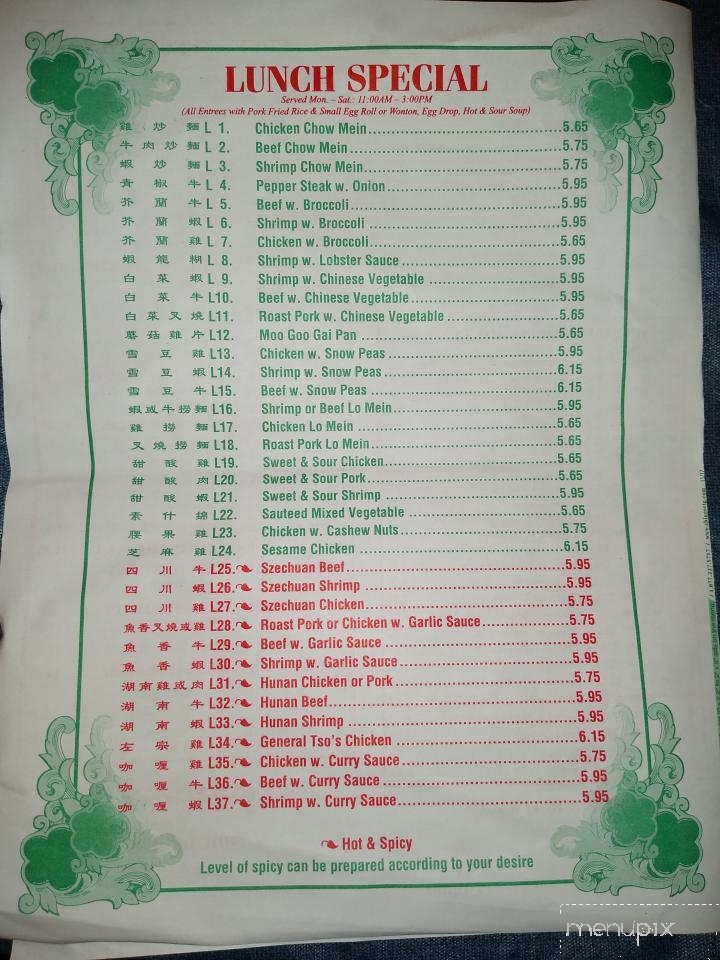 LUNCH SPECIAL
Served Mon. ~ Sat.: 11:00AM ~ 3:00PM
(All Entrees with Pork Fried Rice & Small Egg Roll or Wonton, Egg Drop, Hot & Sour Soup)
雞 炒 麵 L 1. Chicken Chow Mein 5.65
牛肉炒麵 L 2. Beef Chow Mein 5.75
蝦 炒 麵 L 3. Shrimp Chow Mein 5.75
青 椒 牛 L 4. Pepper Steak w. Onion 5.95
芥 蘭 牛 L 5. Beef w. Broccoli 5.95
芥 蘭 蝦 L 6. Shrimp w. Broccoli 5.95
芥 蘭 雞 L 7. Chicken w. Broccoli 5.65
蝦 龍 糊 L 8. Shrimp w. Lobster Sauce 5.95
白 菜 蝦 L 9. Shrimp w. Chinese Vegetable 5.95
白 菜 牛 L10. Beef w. Chinese Vegetable 5.95
白菜叉燒 L11. Roast Pork w. Chinese Vegetable 5.65
蘑菇雞片 L12. Moo Goo Gai Pan 5.65
雪 豆 雞 L13. Chicken w. Snow Peas 5.95
雪 豆 蝦 L14. Shrimp w. Snow Peas 6.15
雪 豆 牛 L15. Beef w. Snow Peas 6.15
蝦或牛撈麵 L16. Shrimp or Beef Lo Mein 5.95
雞 撈 麵 L17. Chicken Lo Mein 5.65
叉燒撈麵 L18. Roast Pork Lo Mein 5.65
甜 酸 雞 L19. Sweet & Sour Chicken 5.65
甜 酸 肉 L20. Sweet & Sour Pork 5.65
甜 酸 蝦 L21. Sweet & Sour Shrimp 5.95
素 什 錦 L22. Sauteed Mixed Vegetable 5.65
腰 果 雞 L23. Chicken w. Cashew Nuts 5.75
芝 麻 雞 L24. Sesame Chicken 6.15
四 川 牛 L25. Szechuan Beef 5.95
四 川 蝦 L26. Szechuan Shrimp 5.95
四 川 雞 L27. Szechuan Chicken 5.75
魚香叉燒或雞 L28. Roast Pork or Chicken w. Garlic Sauce 5.75
魚 香 牛 L29. Beef w. Garlic Sauce 5.95
魚 香 蝦 L30. Shrimp w. Garlic Sauce 5.95
湖南雞或肉 L31. Hunan Chicken or Pork 5.75
湖 南 牛 L32. Hunan Beef 5.95
湖 南 蝦 L33. Hunan Shrimp 5.95
左 宗 雞 L34. General Tso's Chicken 6.15
咖 喱 雞 L35. Chicken w. Curry Sauce 5.75
咖 喱 牛 L36. Beef w. Curry Sauce 5.95
咖 喱 蝦 L37. Shrimp w. Curry Sauce 5.95
Hot & Spicy
Level of spicy can be prepared according to your desire
menupix